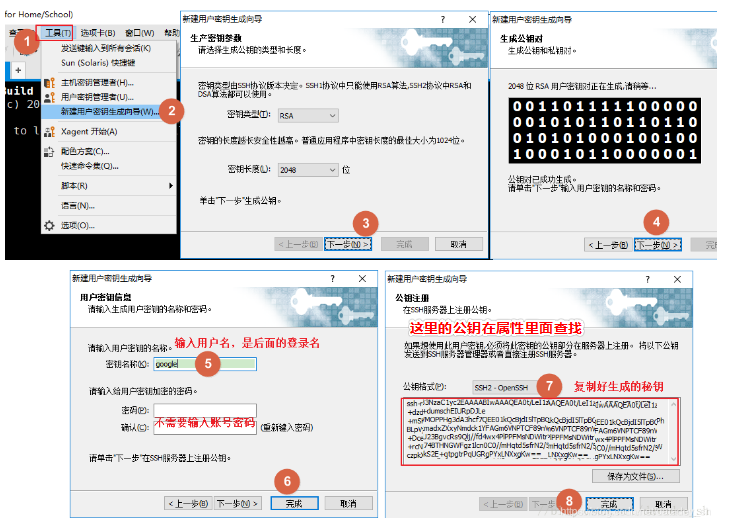 for Home/School)
工具(T) 选项卡(B) 窗口(W) 帮助
1
发送键输入到所有会话(K)
Sun (Solaris) 快捷键
主机密钥管理者(H)...
用户密钥管理者(U)...
新建用户密钥生成向导(W)...
2
Xagent 开始(A)
配色方案(C)...
快速命令集(Q)...
脚本(R)
语言(N)...
选项(O)...
Build
c) 20
to l
新建用户密钥生成向导
生产密钥参数
请选择生成公钥的类型和长度。
密钥类型由SSH协议版本决定。SSH1协议中只能使用RSA算法,SSH2协议中RSA和
DSA算法都可以使用。
密钥类型(T): RSA
密钥的长度越长安全性越高。普通应用程序中密钥长度的最佳大小为1024位。
密钥长度(L): 2048 位
单击"下一步"生成公钥。
3
<上一步(B) 下一步(N) > 完成 取消
新建用户密钥生成向导
生成公钥对
生成公钥和私钥对。
2048 位 RSA 用户密钥对正在生成,请稍等...
0011011111100000
0010101101101110
0101000101100100
1000101100000001
公钥对已成功生成。
请单击"下一步"输入用户密钥的名称和密码。
4
<上一步(B) 下一步(N) >
新建用户密钥生成向导
用户密钥信息
请输入生成用户密钥的名称和密码。
请输入用户密钥的名称。 输入用户名，是后面的登录名
密钥名称(K): google
5
请输入给用户密钥加密的密码。
密码(P):
不需要输入账号密码
确认(C): (重新键入密码)
请单击"下一步"在SSH服务器上注册公钥。
6
<上一步(B) 下一步(N) > 完成 取消
新建用户密钥生成向导
公钥注册
在SSH服务器上注册公钥。
这里的公钥在属性里面查找
如果想使用此用户密钥,必须将此密钥的公钥部分在服务器上注册. 将以下公钥
发送到SSH服务器管理员或者直接注册SSH服务器。
公钥格式(F): SSH2 - OpenSSH
7
复制好生成的秘钥
保存为文件(S)...
8
<上一步(B) 完成 取消